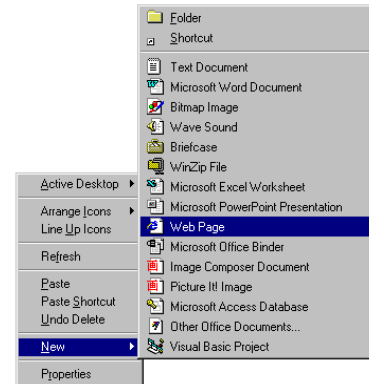 Active Desktop
Arrange Icons
Line Up Icons
Refresh
Paste
Paste Shortcut
Undo Delete
New
Properties
Folder
Shortcut
Text Document
Microsoft Word Document
Bitmap Image
Wave Sound
Briefcase
WinZip File
Microsoft Excel Worksheet
Microsoft PowerPoint Presentation
Web Page
Microsoft Office Binder
Image Composer Document
Picture It! Image
Microsoft Access Database
Other Office Documents...
Visual Basic Project